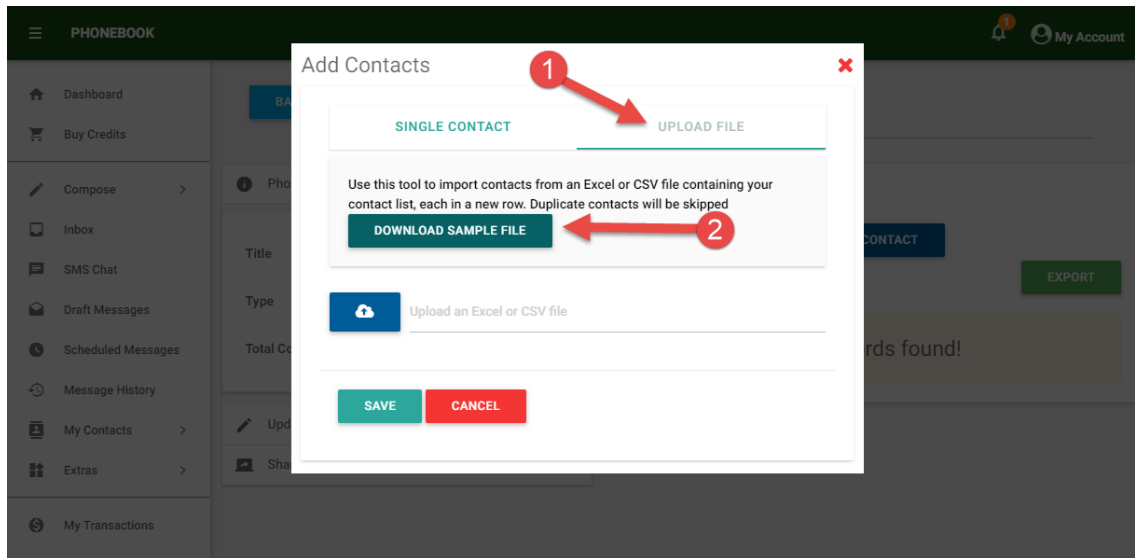 PHONEBOOK
1
My Account
Dashboard
Buy Credits
Compose
Inbox
SMS Chat
Draft Messages
Scheduled Messages
Message History
My Contacts
Extras
My Transactions
BA
Pho
Title
Type
Total Co
Upd
Sha
Add Contacts
1
SINGLE CONTACT
UPLOAD FILE
Use this tool to import contacts from an Excel or CSV file containing your
contact list, each in a new row. Duplicate contacts will be skipped
DOWNLOAD SAMPLE FILE
2
Upload an Excel or CSV file
SAVE
CANCEL
CONTACT
EXPORT
rds found!